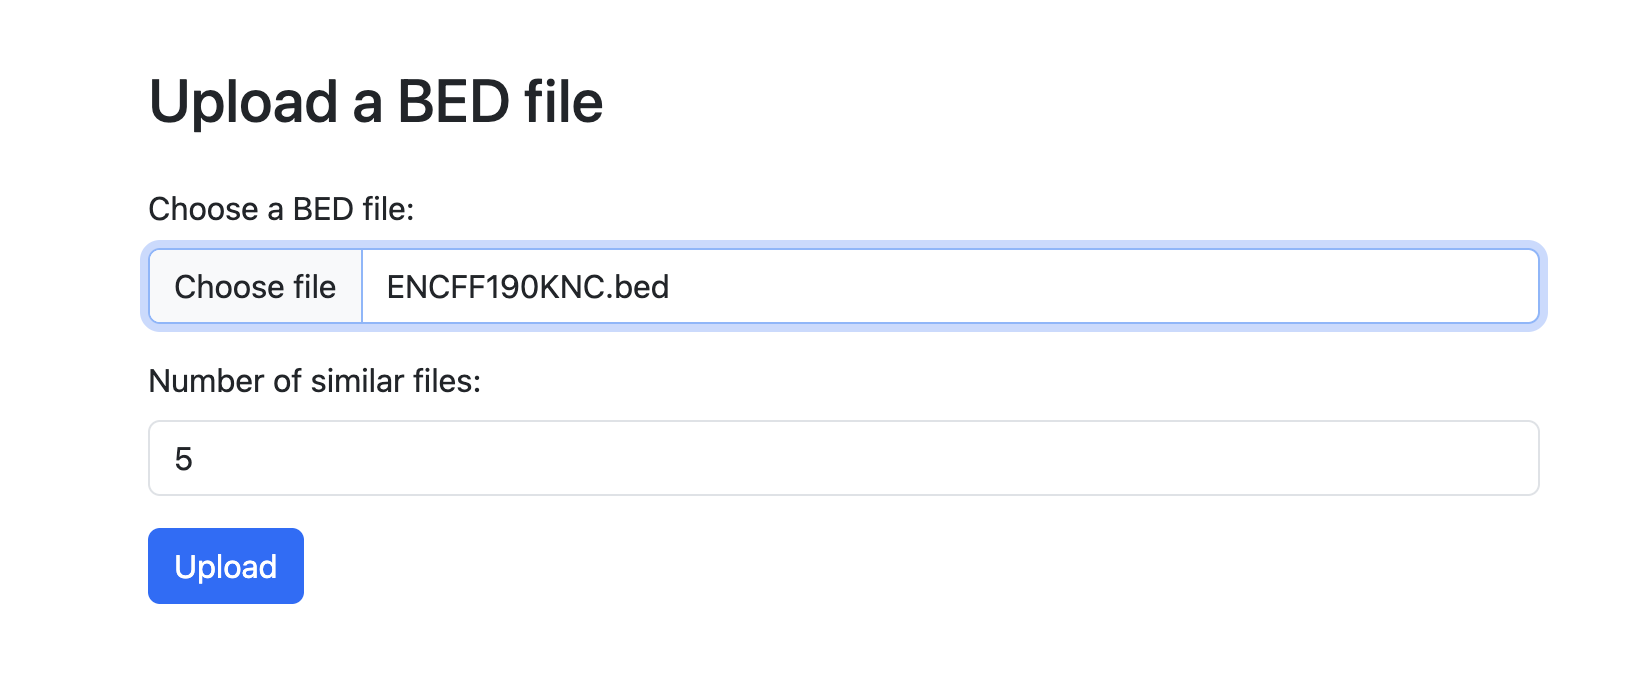 Upload a BED file
Choose a BED file:
Choose file ENCFF190KNC.bed
Number of similar files:
5
Upload